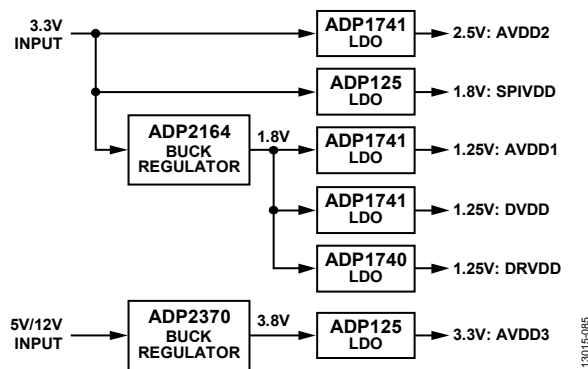 3.3V
INPUT
ADP1741
LDO
2.5V: AVDD2
ADP125
LDO
1.8V: SPIVDD
ADP2164
BUCK
REGULATOR
1.8V
ADP1741
LDO
1.25V: AVDD1
ADP1741
LDO
1.25V: DVDD
ADP1740
LDO
1.25V: DRVDD
5V/12V
INPUT
ADP2370
BUCK
REGULATOR
3.8V
ADP125
LDO
3.3V: AVDD3
13015-085